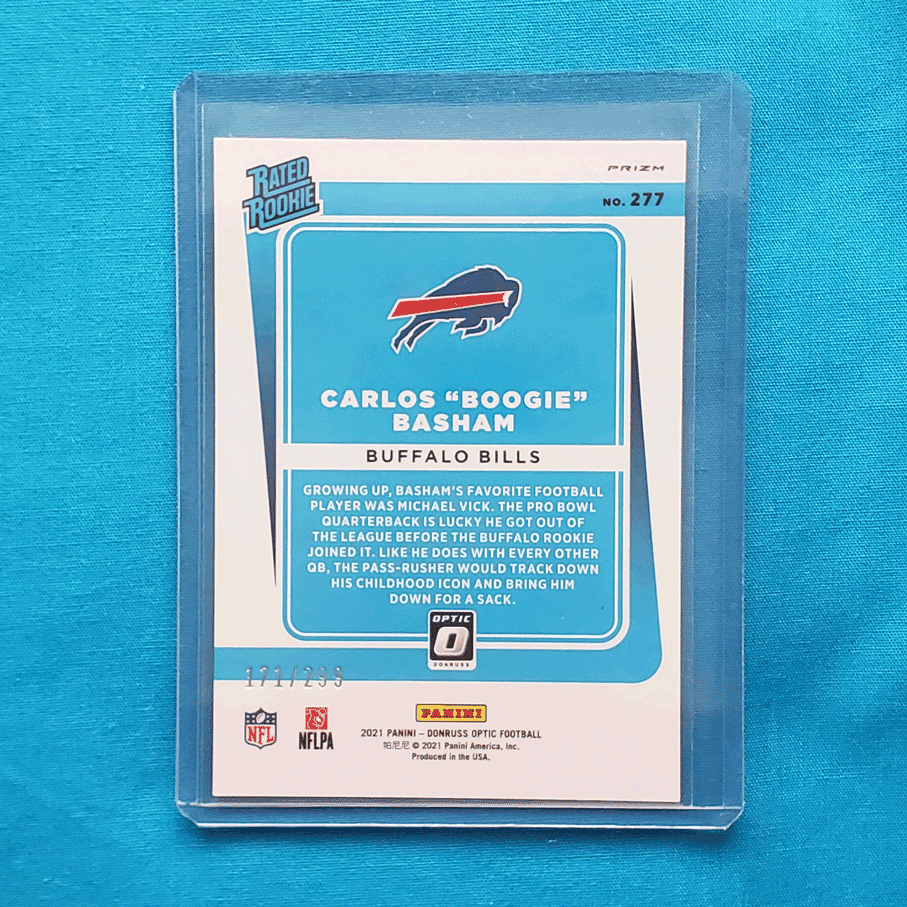 RATED
ROOKIE
PRIZM
NO. 277
CARLOS “BOOGIE”
BASHAM
BUFFALO BILLS
GROWING UP, BASHAM'S FAVORITE FOOTBALL
PLAYER WAS MICHAEL VICK. THE PRO BOWL
QUARTERBACK IS LUCKY HE GOT OUT OF
THE LEAGUE BEFORE THE BUFFALO ROOKIE
JOINED IT. LIKE HE DOES WITH EVERY OTHER
QB, THE PASS-RUSHER WOULD TRACK DOWN
HIS CHILDHOOD ICON AND BRING HIM
DOWN FOR A SACK.
OPTIC
O
DONRUSS
171/299
NFL
NFLPA
PANINI
2021 PANINI – DONRUSS OPTIC FOOTBALL
帕尼尼 © 2021 Panini America, Inc.
Produced in the USA.